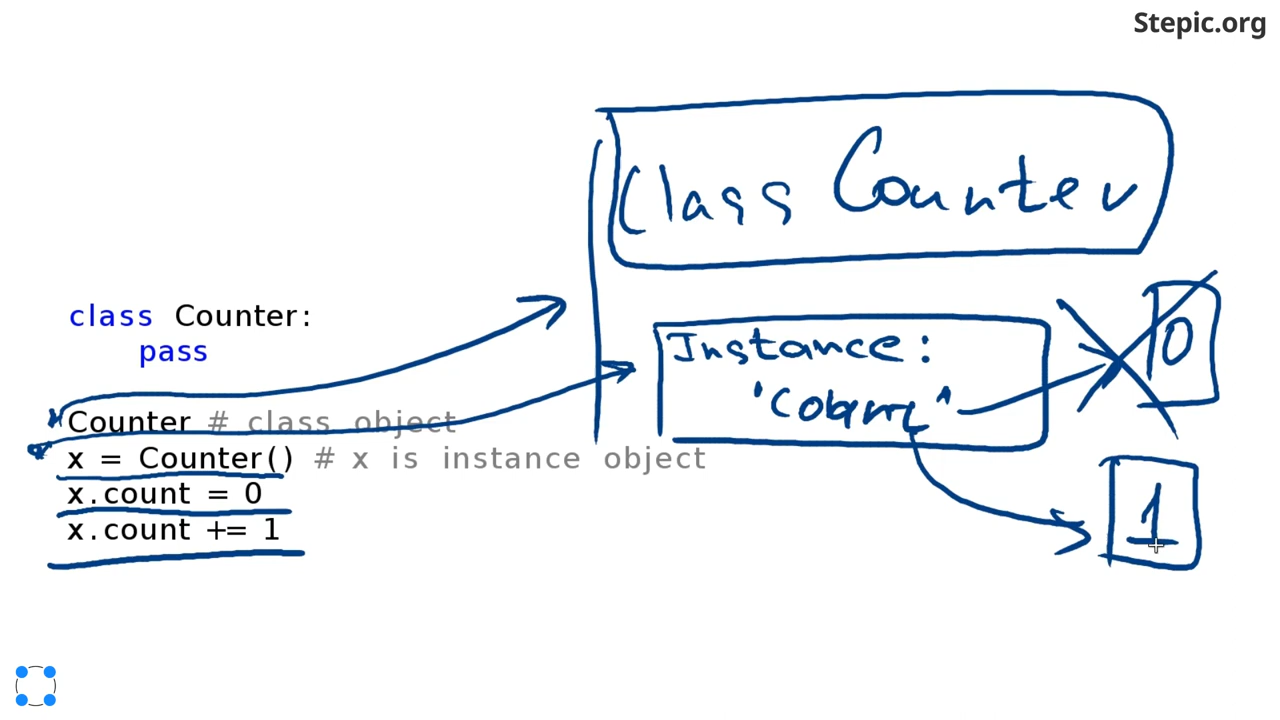 Stepic.org
Class Counter
class Counter:
pass
Instance:
0
Counter # class object
x = Counter() # x is instance object
x.count = 0
x.count += 1
1